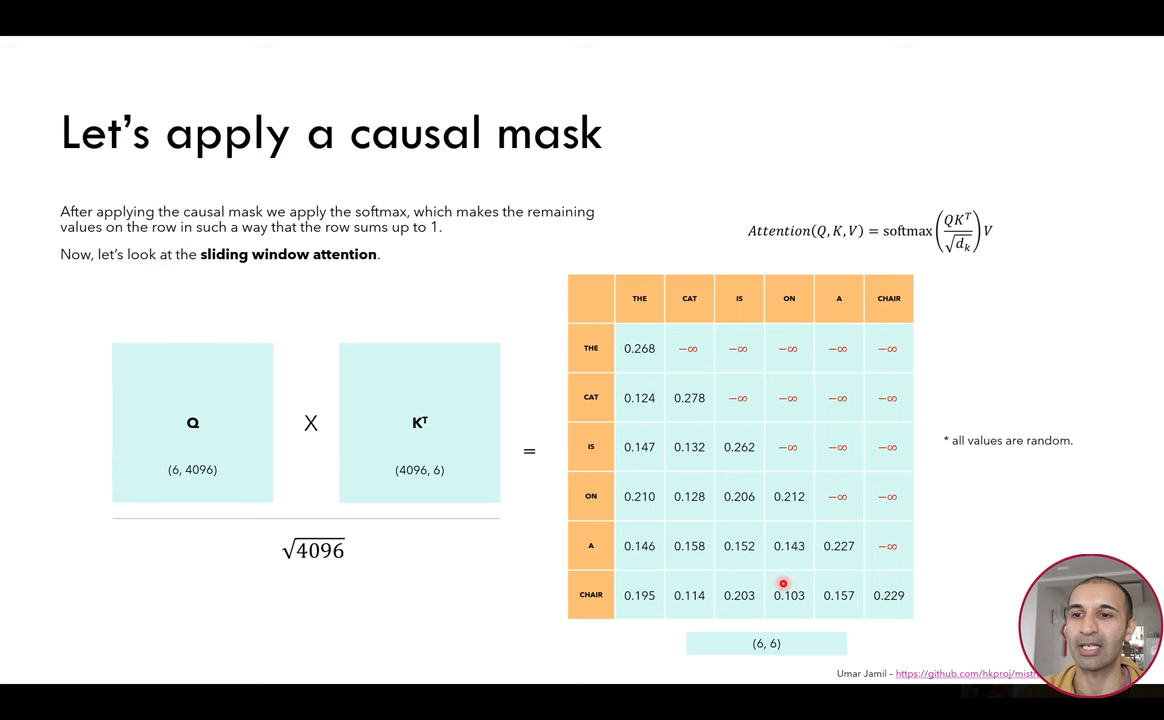 Let's apply a causal mask
After applying the causal mask we apply the softmax, which makes the remaining
values on the row in such a way that the row sums up to 1.
Now, let's look at the sliding window attention.
Attention(Q, K, V) = softmax(QKᵀ / √dₖ)V
THE CAT IS ON A CHAIR
THE 0.268 −∞ −∞ −∞ −∞ −∞
CAT 0.124 0.278 −∞ −∞ −∞ −∞
IS 0.147 0.132 0.262 −∞ −∞ −∞
ON 0.210 0.128 0.206 0.212 −∞ −∞
A 0.146 0.158 0.152 0.143 0.227 −∞
CHAIR 0.195 0.114 0.203 0.103 0.157 0.229
(6, 6)
Q
(6, 4096)
X
Kᵀ
(4096, 6)
=
√4096
* all values are random.
Umar Jamil – https://github.com/hkproj/mistr